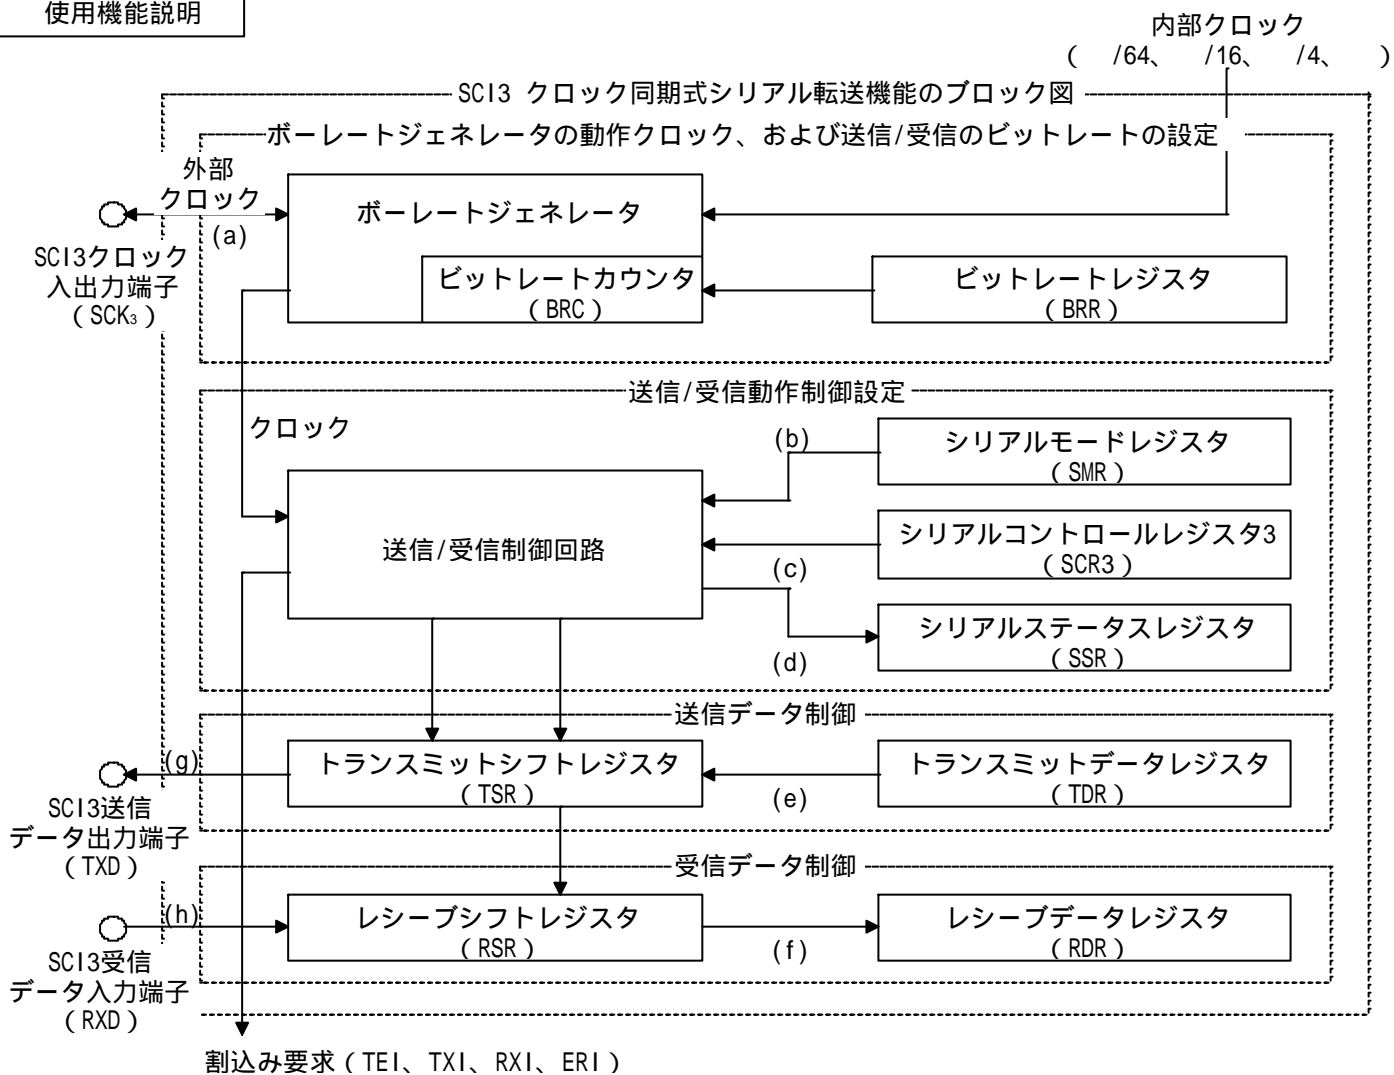 使用機能説明
内部クロック
( /64、 /16、 /4、 )
SCI3 クロック同期式シリアル転送機能のブロック図
ボーレートジェネレータの動作クロック、および送信/受信のビットレートの設定
外部
クロック
(a)
SCI3クロック
入出力端子
(SCK₃)
ボーレートジェネレータ
ビットレートカウンタ
(BRC)
ビットレートレジスタ
(BRR)
送信/受信動作制御設定
クロック
(b)
シリアルモードレジスタ
(SMR)
送信/受信制御回路
シリアルコントロールレジスタ3
(SCR3)
(c)
シリアルステータスレジスタ
(SSR)
(d)
送信データ制御
(g)
トランスミットシフトレジスタ
(TSR)
(e)
トランスミットデータレジスタ
(TDR)
SCI3送信
データ出力端子
(TXD)
受信データ制御
(h)
レシーブシフトレジスタ
(RSR)
(f)
レシーブデータレジスタ
(RDR)
SCI3受信
データ入力端子
(RXD)
割込み要求(TEI、TXI、RXI、ERI)